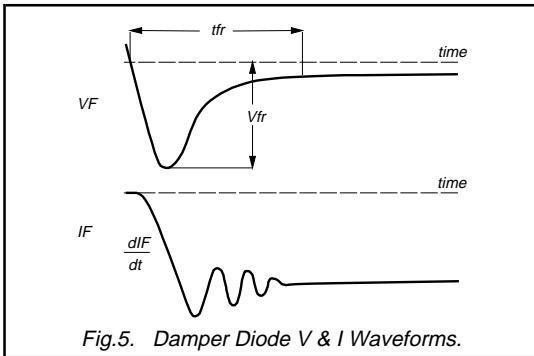 tfr
time
VF
Vfr
time
IF
dIF
dt
Fig.5. Damper Diode V & I Waveforms.